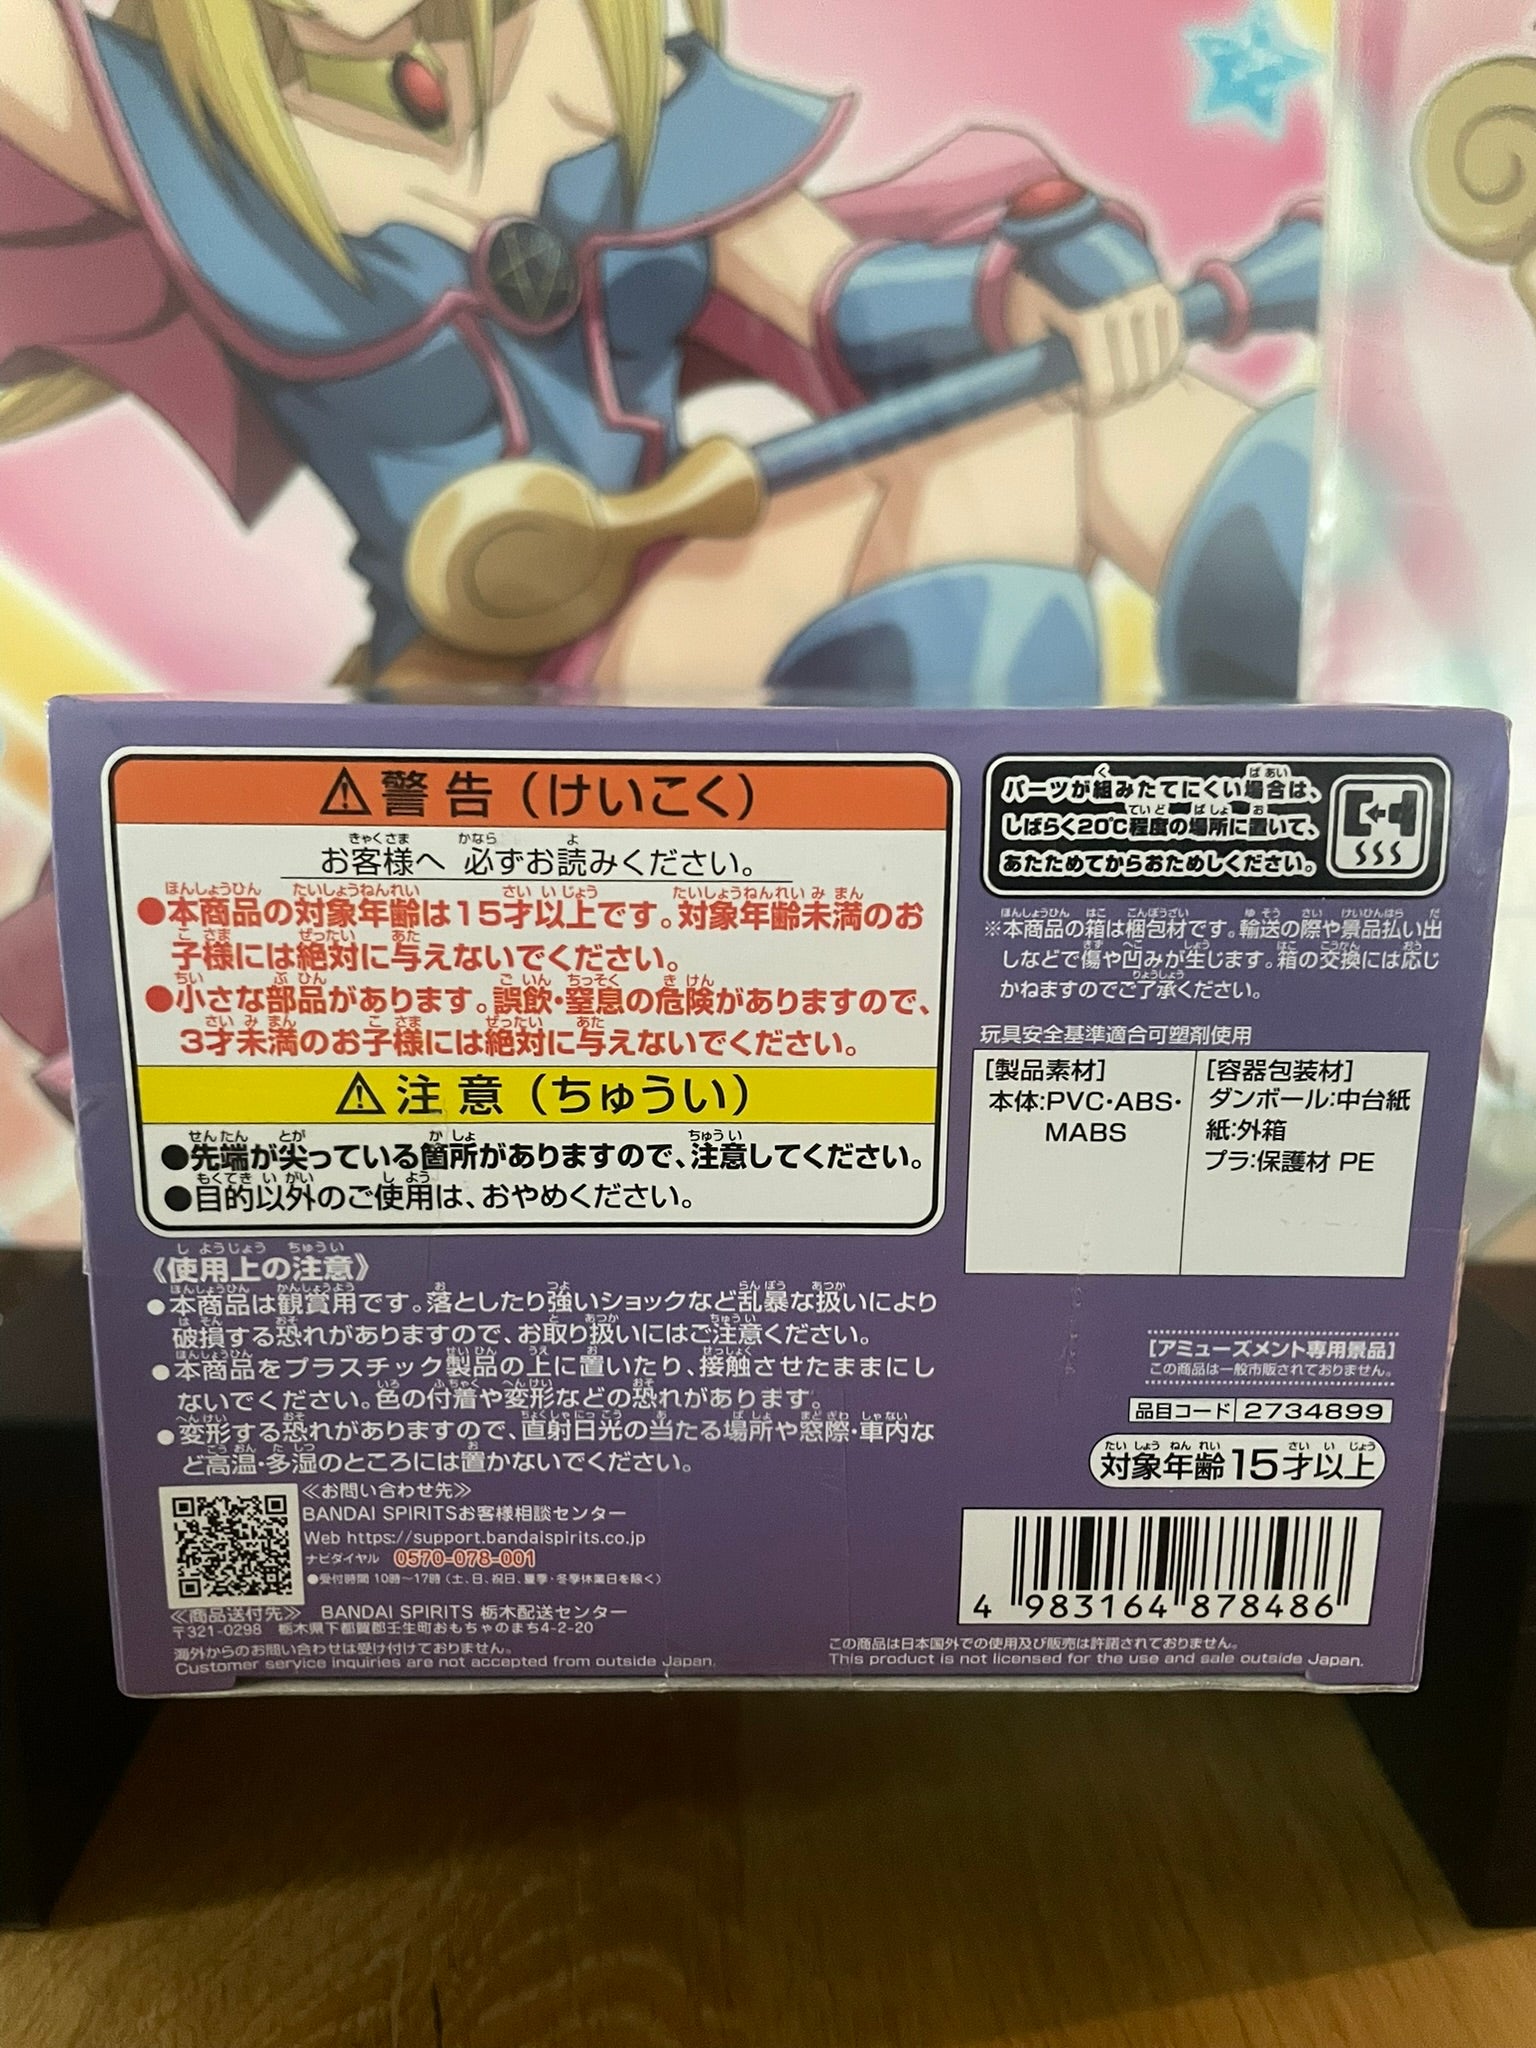 ⚠警告（けいこく）
お客様へ 必ずお読みください。
●本商品の対象年齢は15才以上です。対象年齢未満のお
子様には絶対に与えないでください。
●小さな部品があります。誤飲・窒息の危険がありますので、
3才未満のお子様には絶対に与えないでください。
⚠注意（ちゅうい）
●先端が尖っている箇所がありますので、注意してください。
●目的以外のご使用は、おやめください。
《使用上の注意》
●本商品は観賞用です。落としたり強いショックなど乱暴な扱いにより
破損する恐れがありますので、お取り扱いにはご注意ください。
●本商品をプラスチック製品の上に置いたり、接触させたままにし
ないでください。色の付着や変形などの恐れがあります。
●変形する恐れがありますので、直射日光の当たる場所や窓際・車内な
ど高温・多湿のところには置かないでください。
≪お問い合わせ先≫
BANDAI SPIRITSお客様相談センター
Web https://support.bandaispirits.co.jp
ナビダイヤル 0570-078-001
●受付時間 10時～17時（土、日、祝日、夏季・冬季休業日を除く）
≪商品送付先≫ BANDAI SPIRITS 栃木配送センター
〒321-0298 栃木県下都賀郡壬生町おもちゃのまち4-2-20
海外からのお問い合わせは受け付けておりません。
Customer service inquiries are not accepted from outside Japan.
パーツが組みたてにくい場合は、
しばらく20℃程度の場所に置いて、
あたためてからおためしください。
※本商品の箱は梱包材です。輸送の際や景品払い出
しなどで傷や凹みが生じます。箱の交換には応じ
かねますのでご了承ください。
玩具安全基準適合可塑剤使用
[製品素材]
本体:PVC・ABS・
MABS
[容器包装材]
ダンボール:中台紙
紙:外箱
プラ:保護材 PE
[アミューズメント専用景品]
この商品は一般市販されておりません。
品目コード 2734899
対象年齢15才以上
4 983164 878486
この商品は日本国外での使用及び販売は許諾されておりません。
This product is not licensed for the use and sale outside Japan.